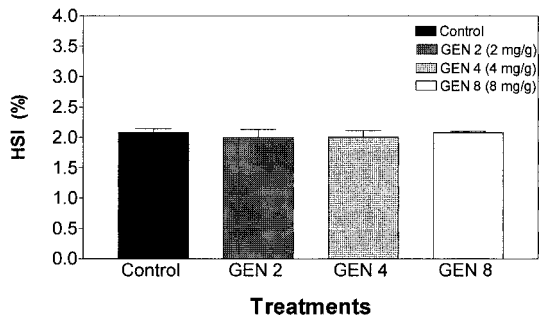 4.0
3.5
3.0
2.5
2.0
1.5
1.0
0.5
0.0
HSI (%)
Control
GEN 2 (2 mg/g)
GEN 4 (4 mg/g)
GEN 8 (8 mg/g)
Control GEN 2 GEN 4 GEN 8
Treatments